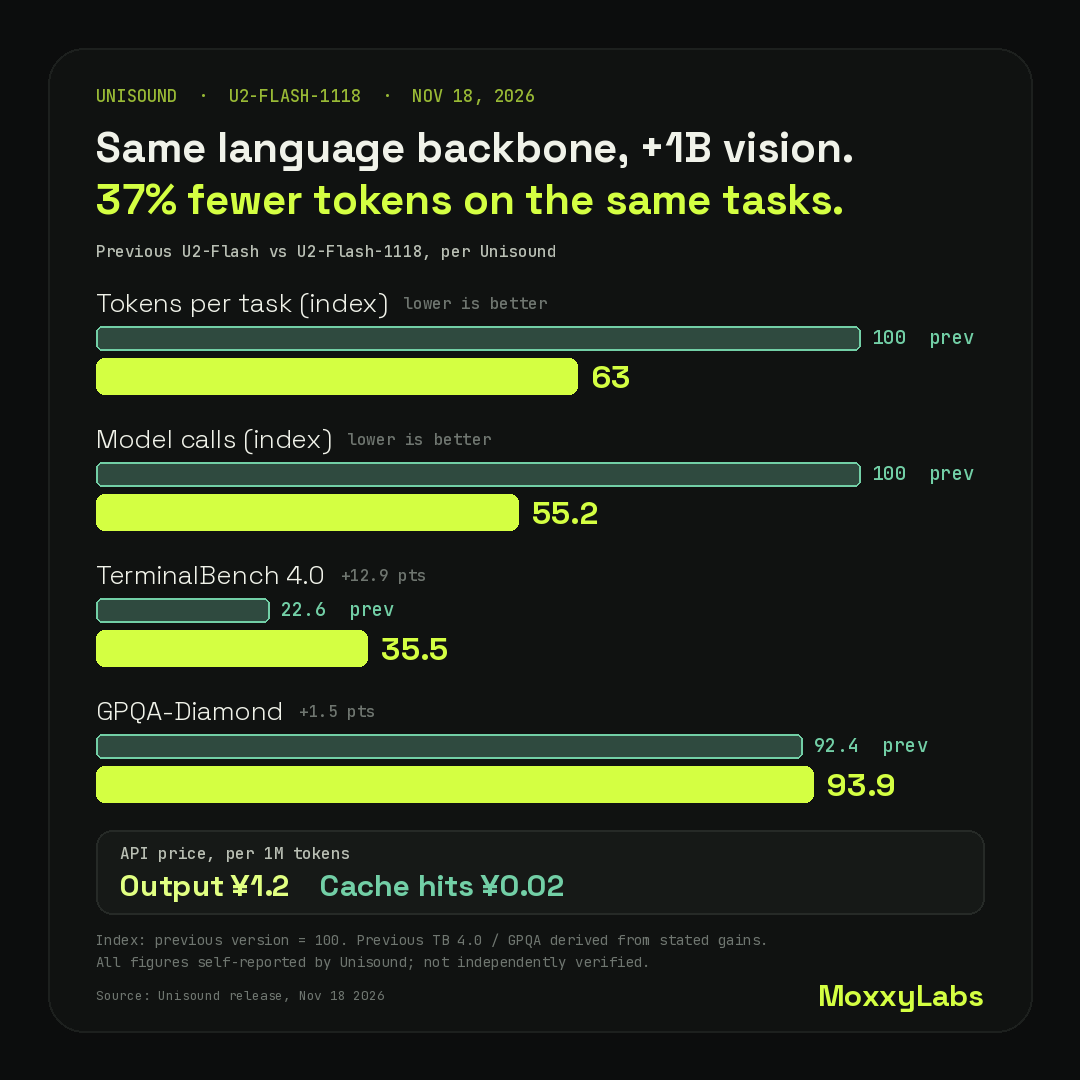 UNISOUND · U2-FLASH-1118 · NOV 18, 2026
Same language backbone, +1B vision.
37% fewer tokens on the same tasks.
Previous U2-Flash vs U2-Flash-1118, per Unisound
Tokens per task (index) lower is better
100 prev
63
Model calls (index) lower is better
100 prev
55.2
TerminalBench 4.0 +12.9 pts
22.6 prev
35.5
GPQA-Diamond +1.5 pts
92.4 prev
93.9
API price, per 1M tokens
Output ¥1.2 Cache hits ¥0.02
Index: previous version = 100. Previous TB 4.0 / GPQA derived from stated gains.
All figures self-reported by Unisound; not independently verified.
Source: Unisound release, Nov 18 2026
MoxxyLabs